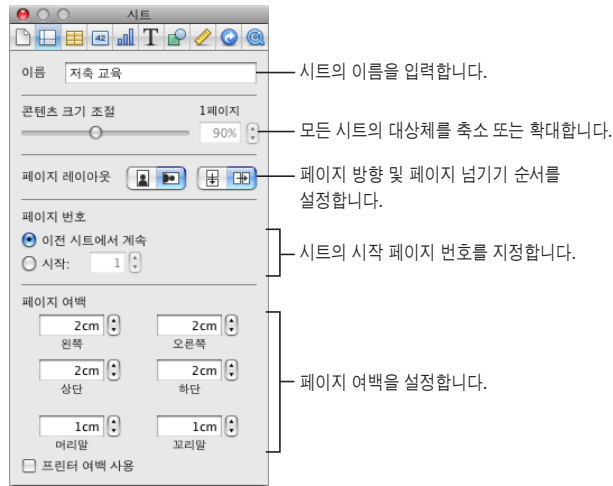 시트
42
T
이름
저축 교육
시트의 이름을 입력합니다.
콘텐츠 크기 조절
1페이지
90%
모든 시트의 대상체를 축소 또는 확대합니다.
페이지 레이아웃
페이지 방향 및 페이지 넘기기 순서를
설정합니다.
페이지 번호
이전 시트에서 계속
시작:
1
시트의 시작 페이지 번호를 지정합니다.
페이지 여백
2cm
2cm
왼쪽
오른쪽
2cm
2cm
상단
하단
페이지 여백을 설정합니다.
1cm
1cm
머리말
꼬리말
프린터 여백 사용